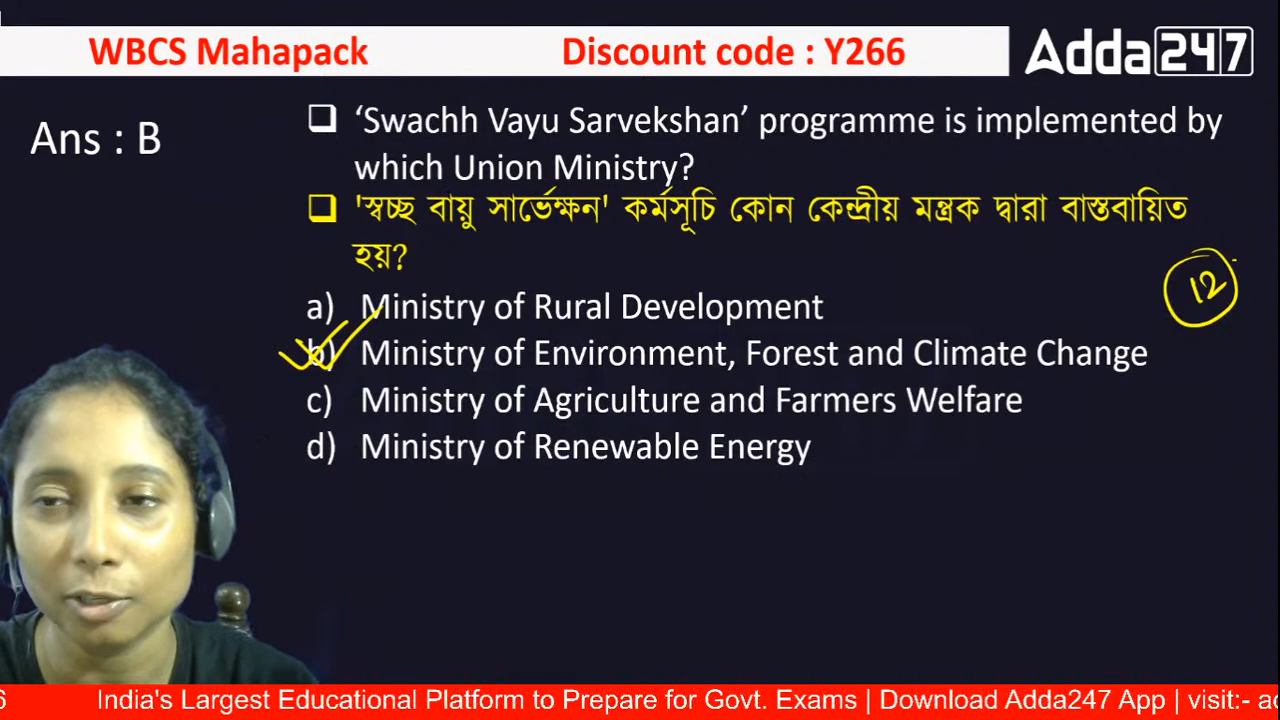 WBCS Mahapack Discount code : Y266 Adda247
Ans : B
‘Swachh Vayu Sarvekshan’ programme is implemented by
which Union Ministry?
'স্বচ্ছ বায়ু সার্ভেক্ষন' কর্মসূচি কোন কেন্দ্রীয় মন্ত্রক দ্বারা বাস্তবায়িত
হয়?
12
a) Ministry of Rural Development
b) Ministry of Environment, Forest and Climate Change
c) Ministry of Agriculture and Farmers Welfare
d) Ministry of Renewable Energy
6 India's Largest Educational Platform to Prepare for Govt. Exams | Download Adda247 App | visit:-